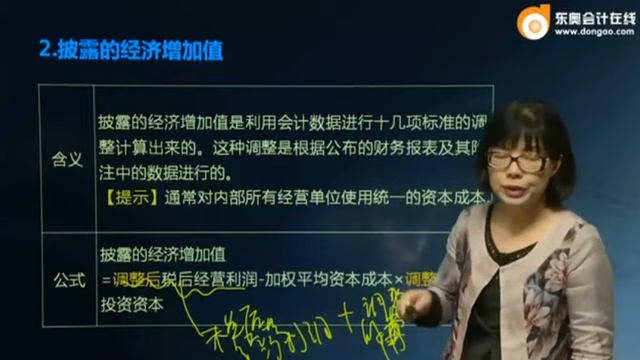 东奥会计在线
www.dongao.com
2.披露的经济增加值
含义
披露的经济增加值是利用会计数据进行十几项标准的调
整计算出来的。这种调整是根据公布的财务报表及其附
注中的数据进行的。
【提示】通常对内部所有经营单位使用统一的资本成本
公式
披露的经济增加值
=调整后税后经营利润-加权平均资本成本×调整
投资资本
税后
利润+调整